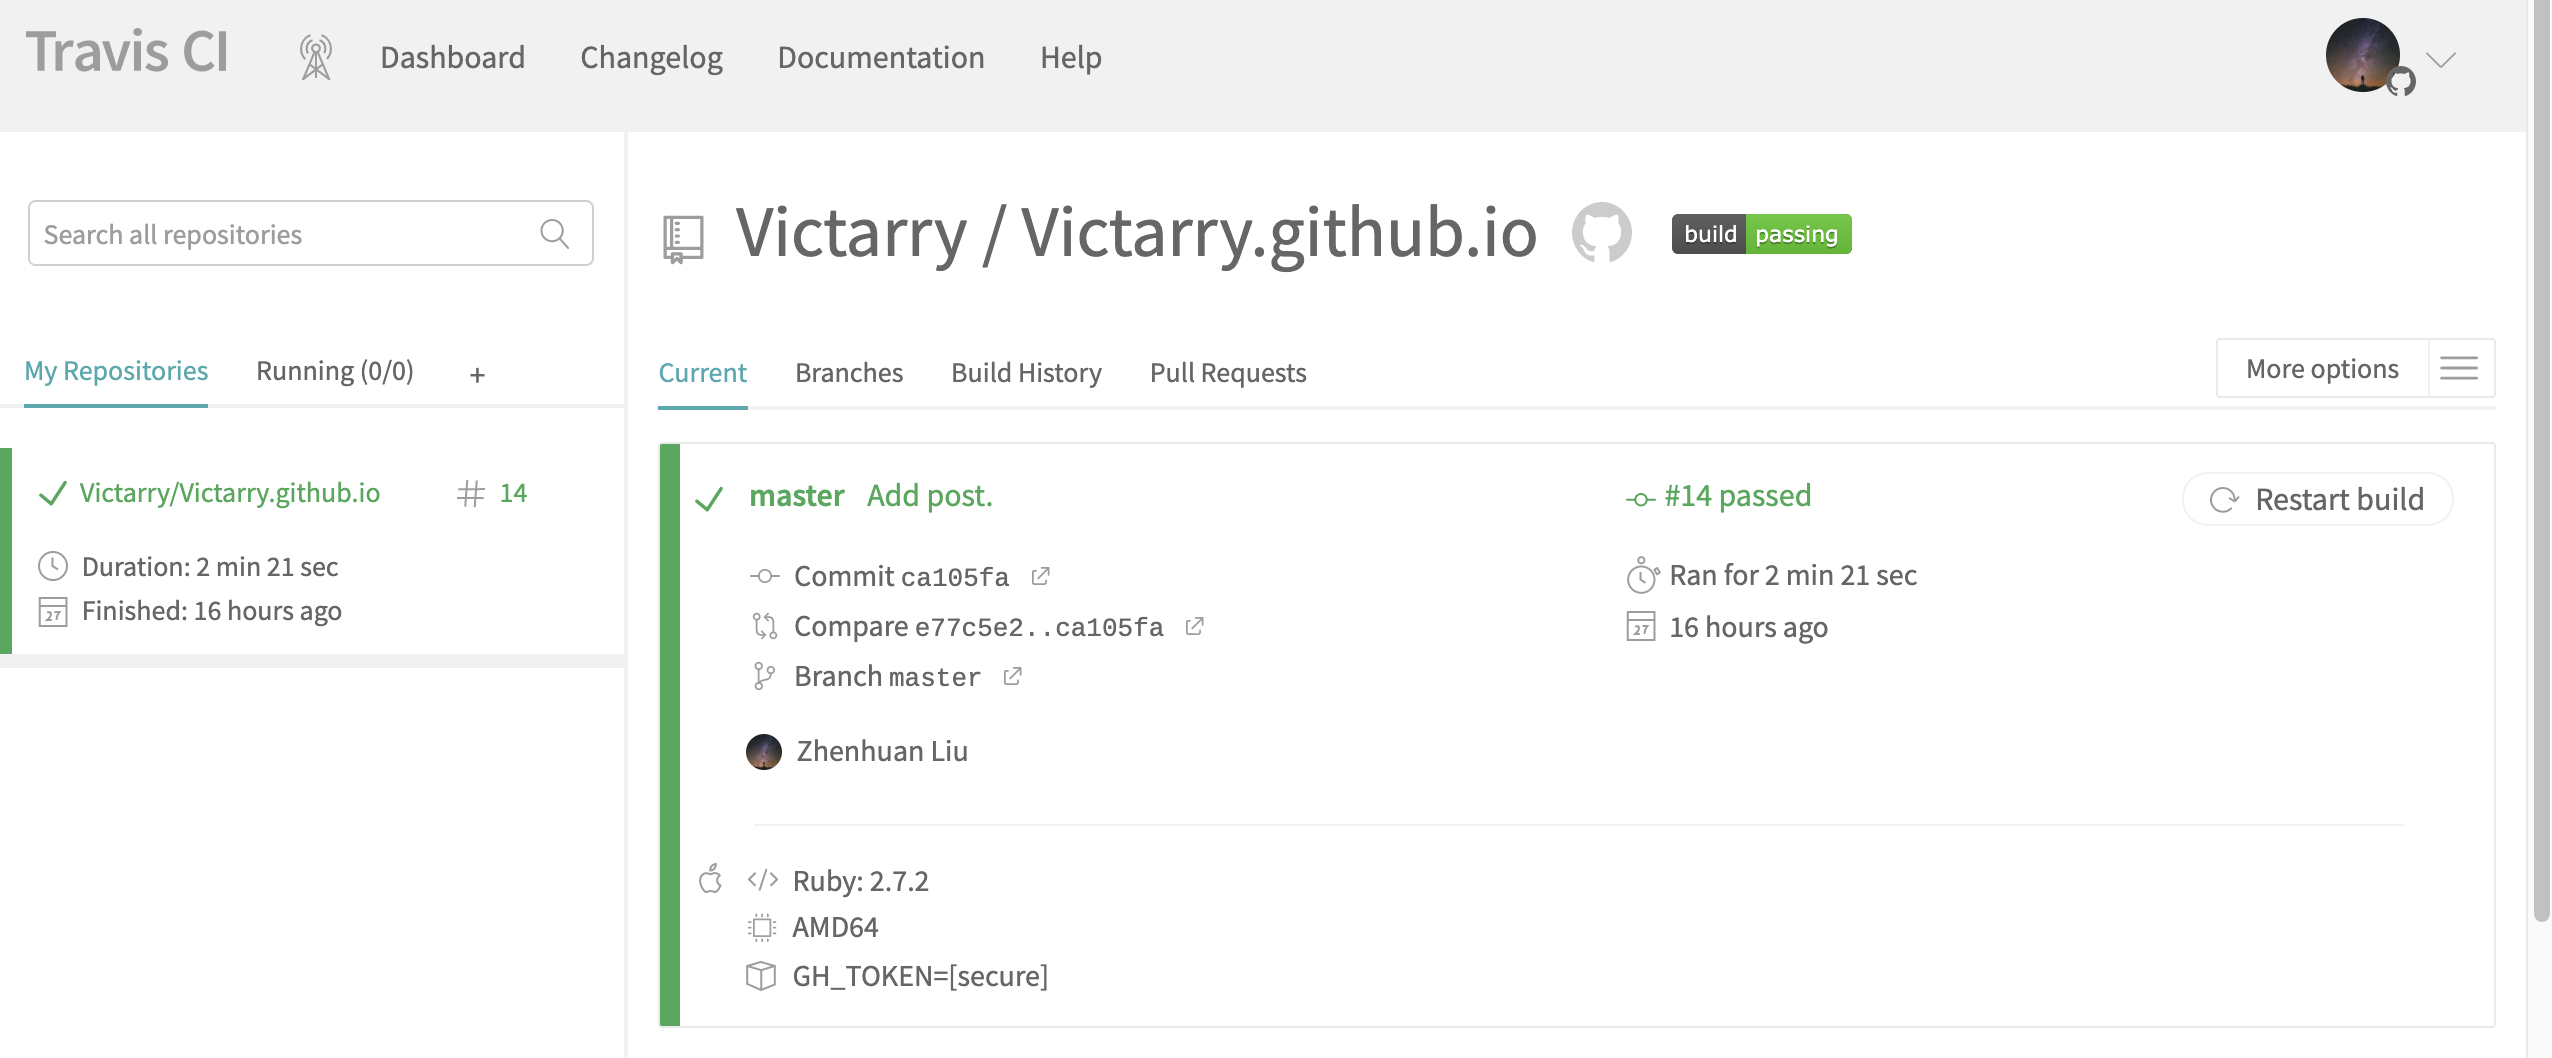 Travis CI
Dashboard
Changelog
Documentation
Help
Search all repositories
My Repositories
Running (0/0)
+
Victarry/Victarry.github.io
# 14
Duration: 2 min 21 sec
27
Finished: 16 hours ago
Victarry / Victarry.github.io
build passing
Current
Branches
Build History
Pull Requests
More options
master Add post.
Commit ca105fa
Compare e77c5e2..ca105fa
Branch master
Zhenhuan Liu
#14 passed
Ran for 2 min 21 sec
27
16 hours ago
Restart build
</> Ruby: 2.7.2
AMD64
GH_TOKEN=[secure]